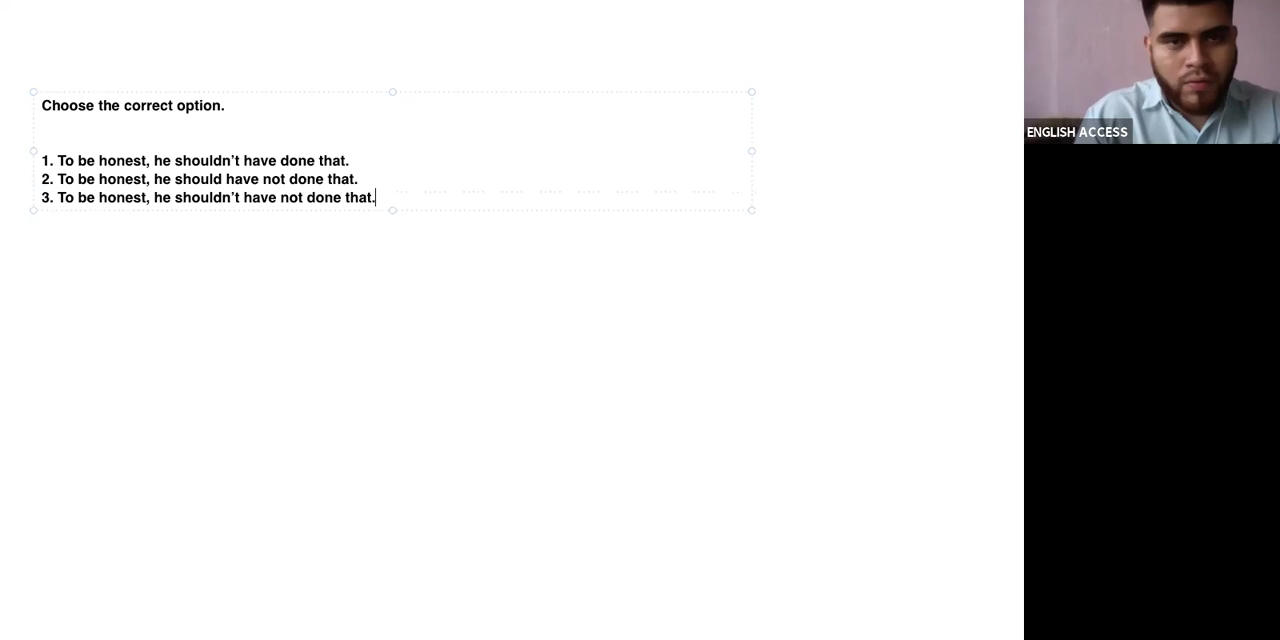 Choose the correct option.
1. To be honest, he shouldn’t have done that.
2. To be honest, he should have not done that.
3. To be honest, he shouldn’t have not done that.
ENGLISH ACCESS